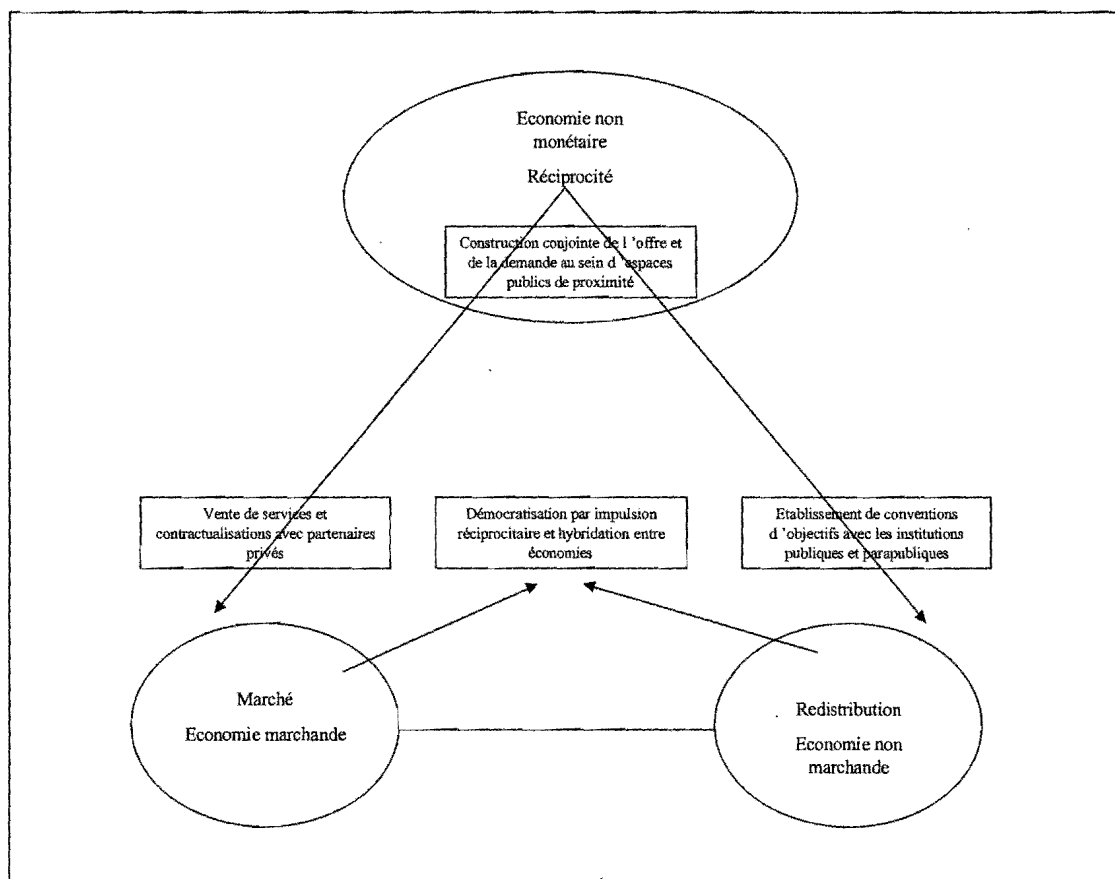 Economie non
monétaire
Réciprocité
Construction conjointe de l 'offre et
de la demande au sein d 'espaces
publics de proximité
Vente de services et
contractualisations avec partenaires
privés
Démocratisation par impulsion
réciprocitaire et hybridation entre
économies
Etablissement de conventions
d 'objectifs avec les institutions
publiques et parapubliques
Marché
Economie marchande
Redistribution
Economie non
marchande